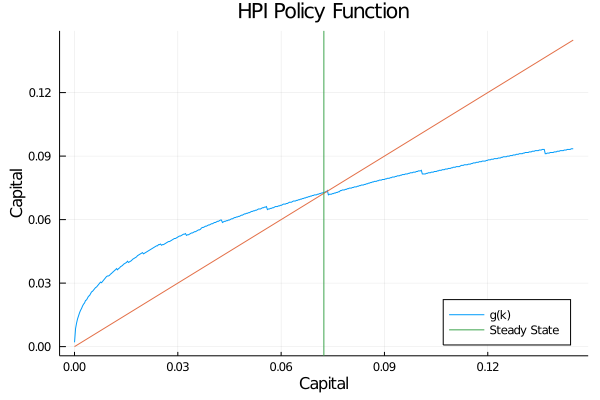 HPI Policy Function
Capital
0.12
0.09
0.06
0.03
0.00
g(k)
Steady State
0.00 0.03 0.06 0.09 0.12
Capital